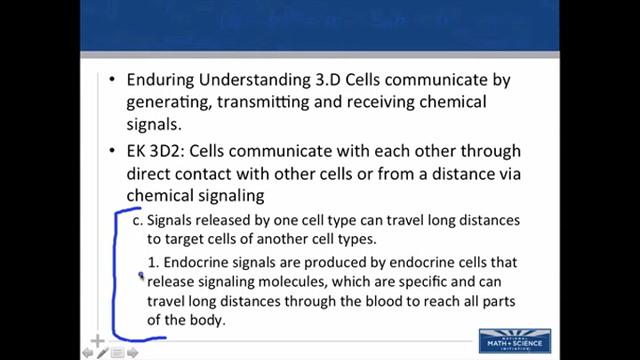 • Enduring Understanding 3.D Cells communicate by
generating, transmitting and receiving chemical
signals.
• EK 3D2: Cells communicate with each other through
direct contact with other cells or from a distance via
chemical signaling
c. Signals released by one cell type can travel long distances
to target cells of another cell types.
1. Endocrine signals are produced by endocrine cells that
release signaling molecules, which are specific and can
travel long distances through the blood to reach all parts
of the body.
NATIONAL
MATH+SCIENCE
INITIATIVE